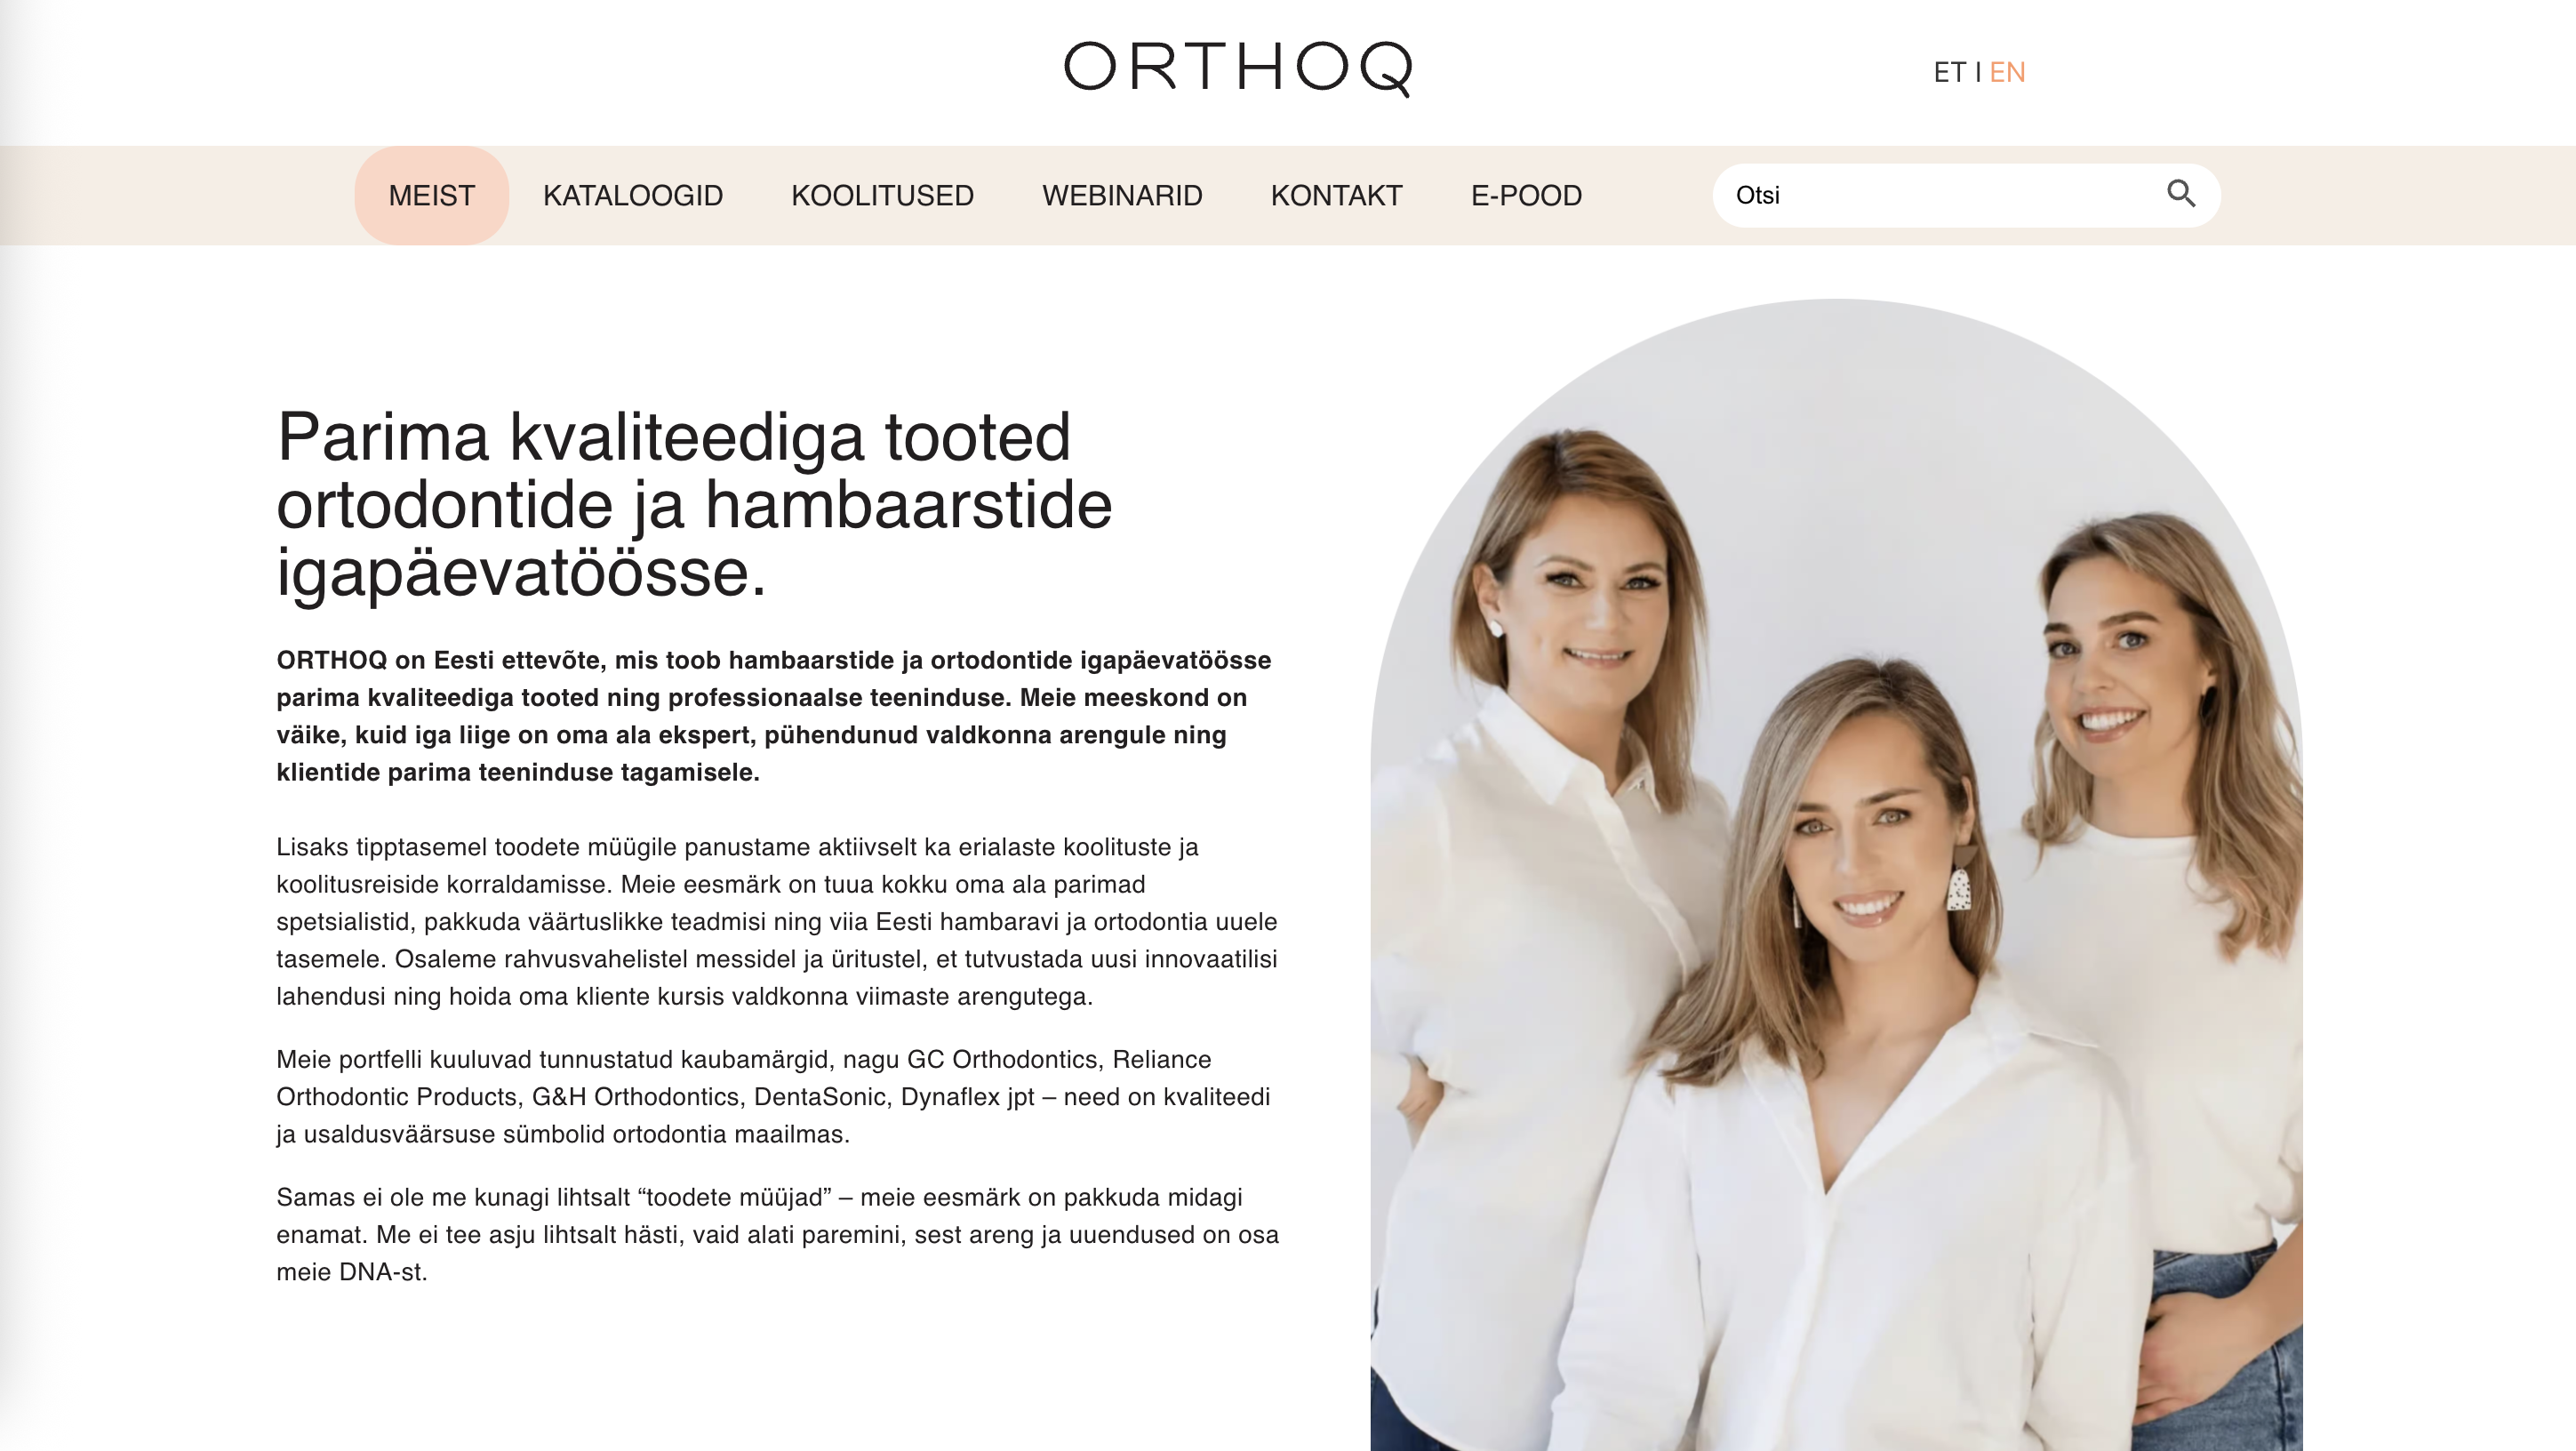 ORTHOQ
ET I EN
MEIST KATALOOGID KOOLITUSED WEBINARID KONTAKT E-POOD Otsi
Parima kvaliteediga tooted
ortodontide ja hambaarstide
igapäevatöösse.
ORTHOQ on Eesti ettevõte, mis toob hambaarstide ja ortodontide igapäevatöösse
parima kvaliteediga tooted ning professionaalse teeninduse. Meie meeskond on
väike, kuid iga liige on oma ala ekspert, pühendunud valdkonna arengule ning
klientide parima teeninduse tagamisele.
Lisaks tipptasemel toodete müügile panustame aktiivselt ka erialaste koolituste ja
koolitusreiside korraldamisse. Meie eesmärk on tuua kokku oma ala parimad
spetsialistid, pakkuda väärtuslikke teadmisi ning viia Eesti hambaravi ja ortodontia uuele
tasemele. Osaleme rahvusvahelistel messidel ja üritustel, et tutvustada uusi innovaatilisi
lahendusi ning hoida oma kliente kursis valdkonna viimaste arengutega.
Meie portfelli kuuluvad tunnustatud kaubamärgid, nagu GC Orthodontics, Reliance
Orthodontic Products, G&H Orthodontics, DentaSonic, Dynaflex jpt – need on kvaliteedi
ja usaldusväärsuse sümbolid ortodontia maailmas.
Samas ei ole me kunagi lihtsalt “toodete müüjad” – meie eesmärk on pakkuda midagi
enamat. Me ei tee asju lihtsalt hästi, vaid alati paremini, sest areng ja uuendused on osa
meie DNA-st.